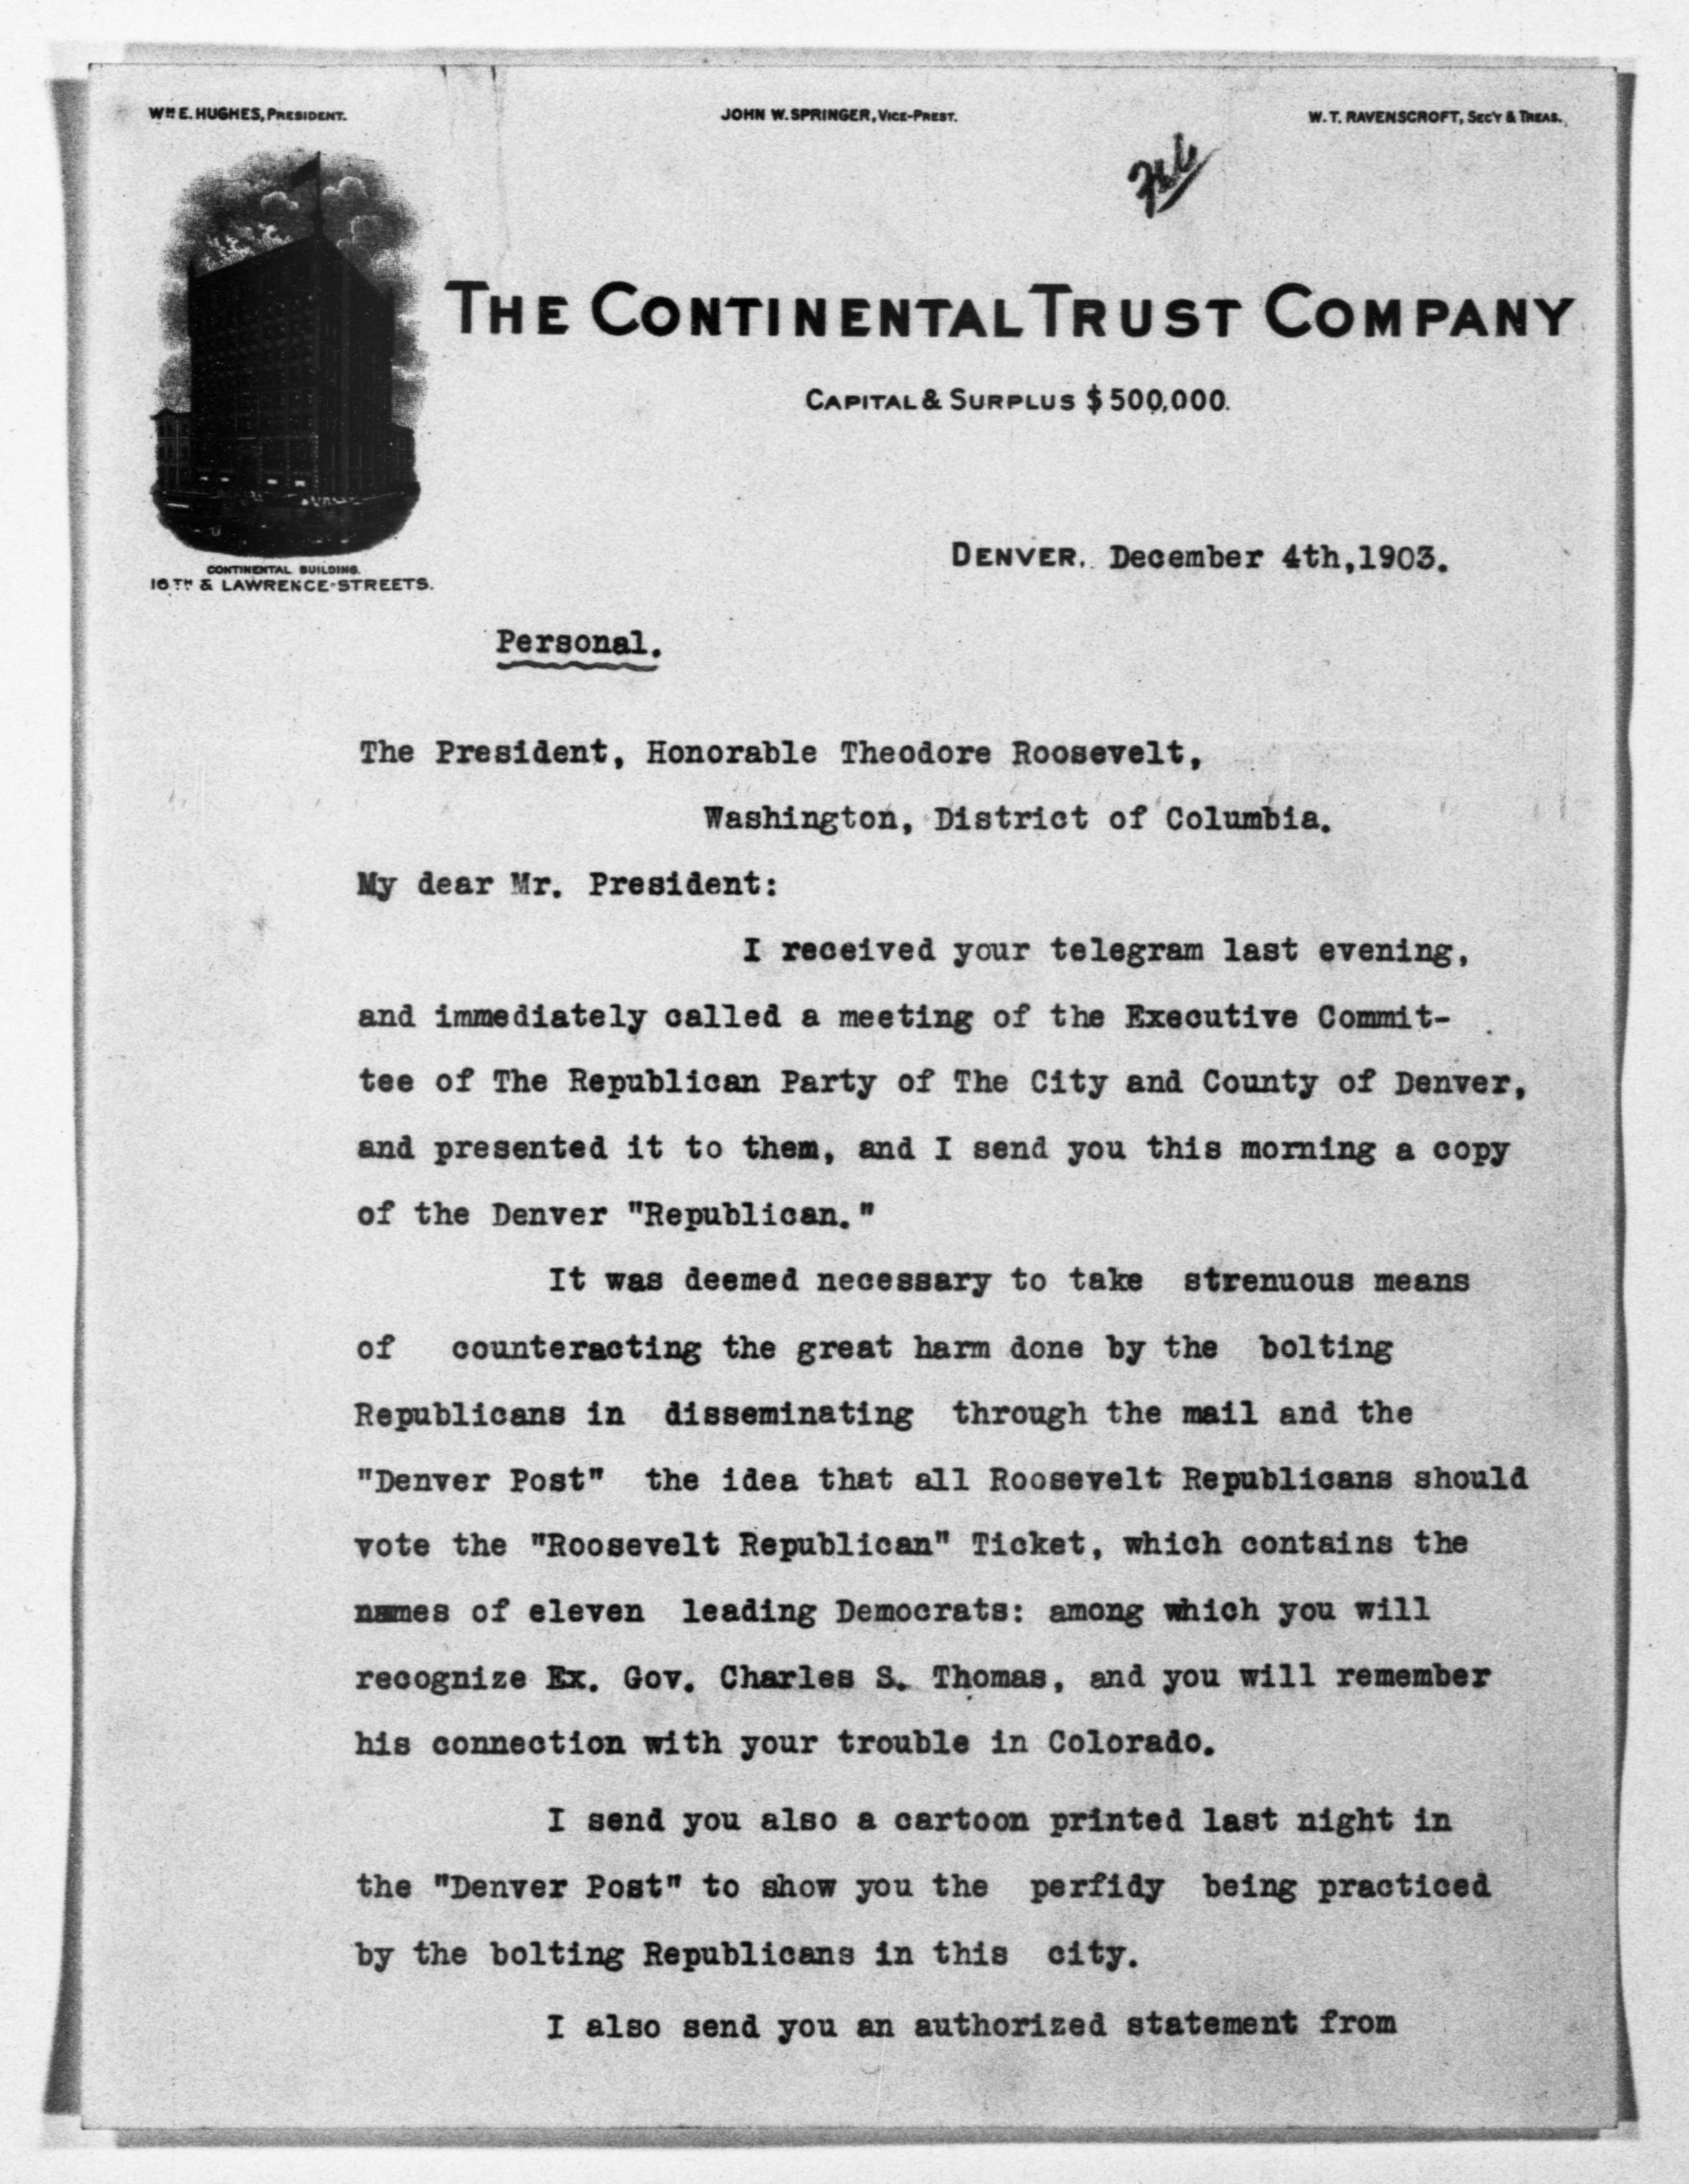 WM E. HUGHES, PRESIDENT.
JOHN W. SPRINGER, VICE-PREST.
W. T. RAVENSCROFT, SEC'Y & TREAS.
THE CONTINENTAL TRUST COMPANY
CAPITAL & SURPLUS $500,000.
CONTINENTAL BUILDING.
16TH & LAWRENCE-STREETS.
DENVER, December 4th,1903.
Personal.
The President, Honorable Theodore Roosevelt,
Washington, District of Columbia.
My dear Mr. President:
I received your telegram last evening,
and immediately called a meeting of the Executive Commit-
tee of The Republican Party of The City and County of Denver,
and presented it to them, and I send you this morning a copy
of the Denver "Republican."
It was deemed necessary to take strenuous means
of counteracting the great harm done by the bolting
Republicans in disseminating through the mail and the
"Denver Post" the idea that all Roosevelt Republicans should
vote the "Roosevelt Republican" Ticket, which contains the
names of eleven leading Democrats: among which you will
recognize Ex. Gov. Charles S. Thomas, and you will remember
his connection with your trouble in Colorado.
I send you also a cartoon printed last night in
the "Denver Post" to show you the perfidy being practiced
by the bolting Republicans in this city.
I also send you an authorized statement from